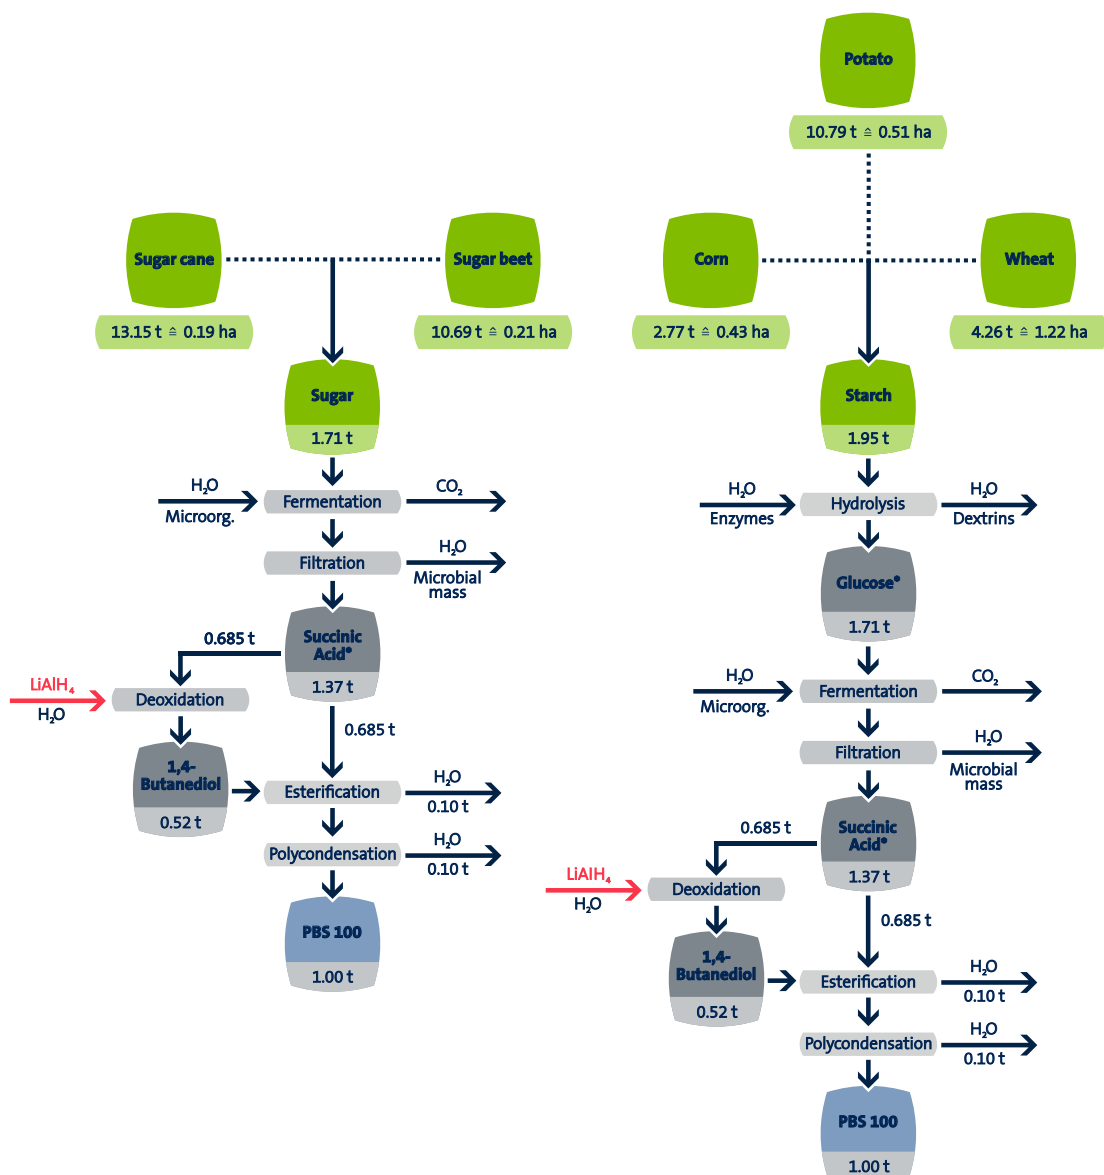 Potato
10.79 t ≙ 0.51 ha
Sugar cane
Sugar beet
Corn
Wheat
13.15 t ≙ 0.19 ha
10.69 t ≙ 0.21 ha
2.77 t ≙ 0.43 ha
4.26 t ≙ 1.22 ha
Sugar
1.71 t
H₂O
Microorg.
Fermentation
CO₂
Filtration
H₂O
Microbial
mass
0.685 t
Succinic
Acid*
1.37 t
LiAlH₄
H₂O
Deoxidation
0.685 t
1,4-
Butanediol
0.52 t
Esterification
H₂O
0.10 t
Polycondensation
H₂O
0.10 t
PBS 100
1.00 t
Starch
1.95 t
H₂O
Enzymes
Hydrolysis
H₂O
Dextrins
Glucose*
1.71 t
H₂O
Microorg.
Fermentation
CO₂
Filtration
H₂O
Microbial
mass
0.685 t
Succinic
Acid*
1.37 t
LiAlH₄
H₂O
Deoxidation
0.685 t
1,4-
Butanediol
0.52 t
Esterification
H₂O
0.10 t
Polycondensation
H₂O
0.10 t
PBS 100
1.00 t